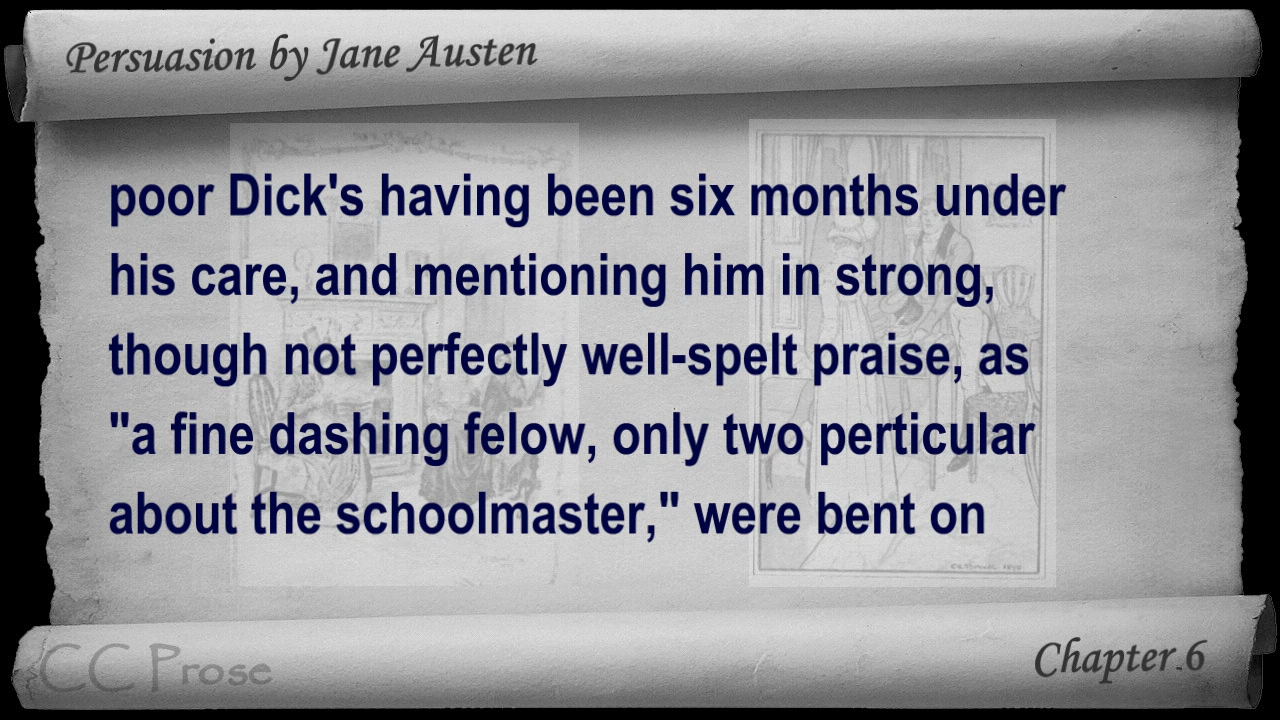 Persuasion by Jane Austen
poor Dick's having been six months under
his care, and mentioning him in strong,
though not perfectly well-spelt praise, as
"a fine dashing felow, only two perticular
about the schoolmaster," were bent on
CC Prose
Chapter.6